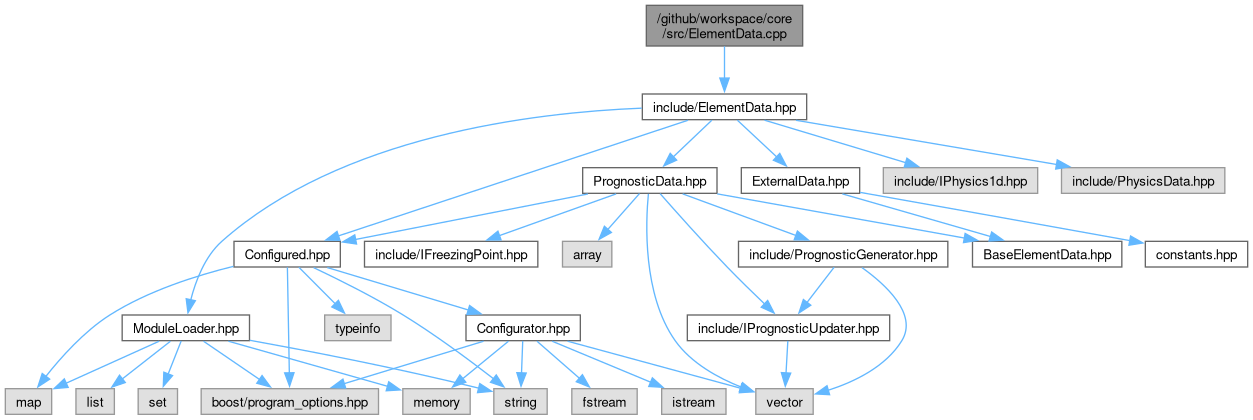 /github/workspace/core
/src/ElementData.cpp
include/ElementData.hpp
PrognosticData.hpp
ExternalData.hpp
include/IPhysics1d.hpp
include/PhysicsData.hpp
Configured.hpp
include/IFreezingPoint.hpp
array
include/PrognosticGenerator.hpp
BaseElementData.hpp
constants.hpp
ModuleLoader.hpp
typeinfo
Configurator.hpp
include/IPrognosticUpdater.hpp
map
list
set
boost/program_options.hpp
memory
string
fstream
istream
vector